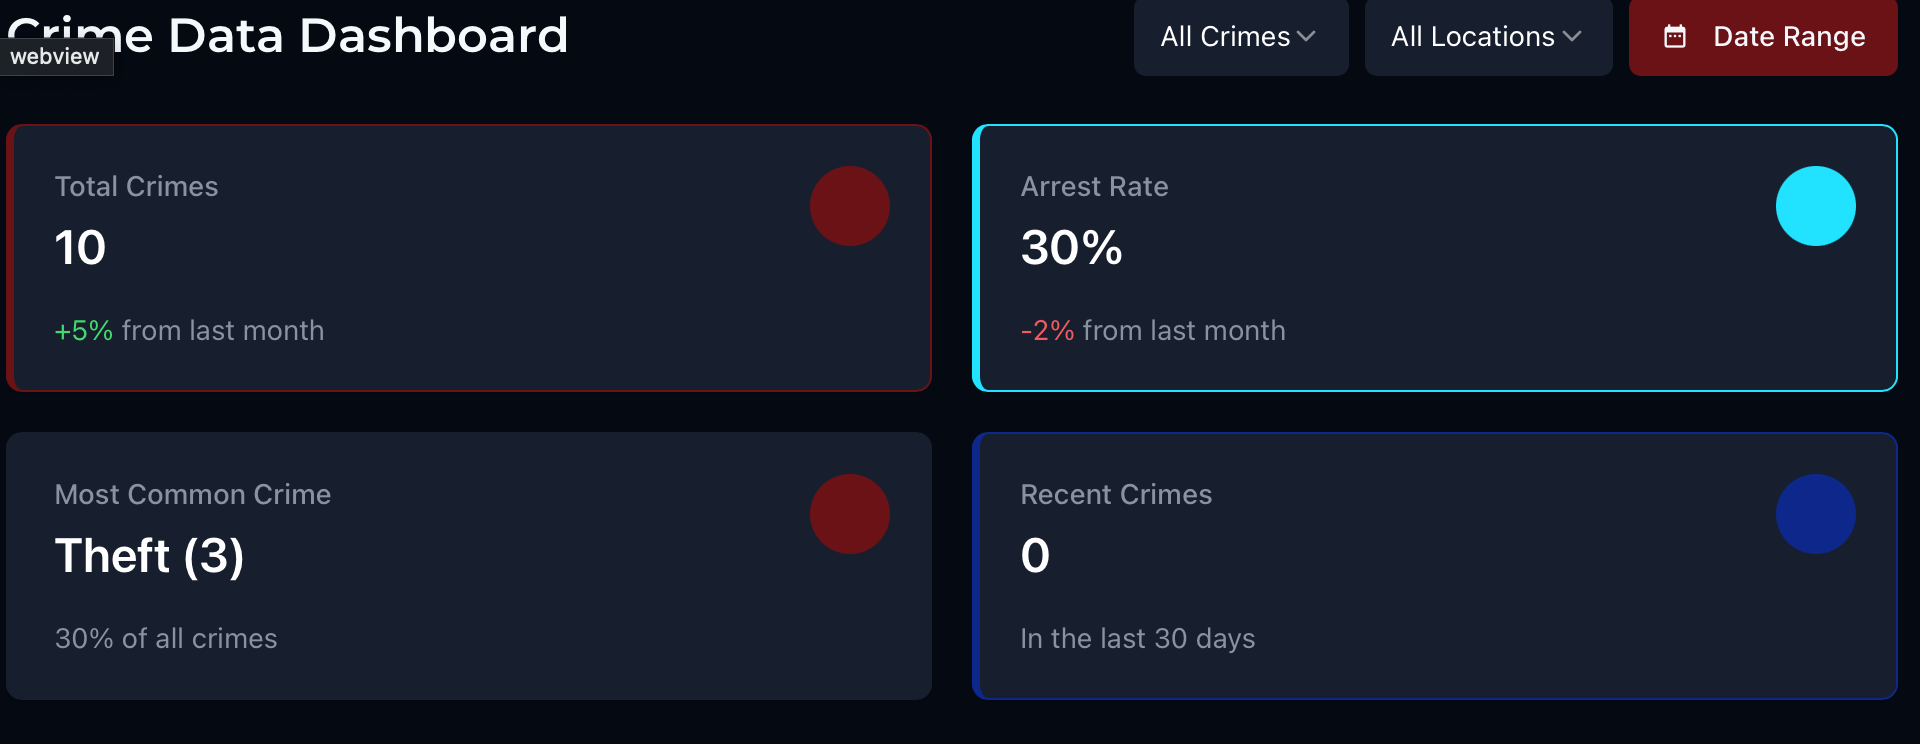 Crime Data Dashboard
webview
All Crimes
All Locations
Date Range
Total Crimes
10
+5% from last month
Arrest Rate
30%
-2% from last month
Most Common Crime
Theft (3)
30% of all crimes
Recent Crimes
0
In the last 30 days